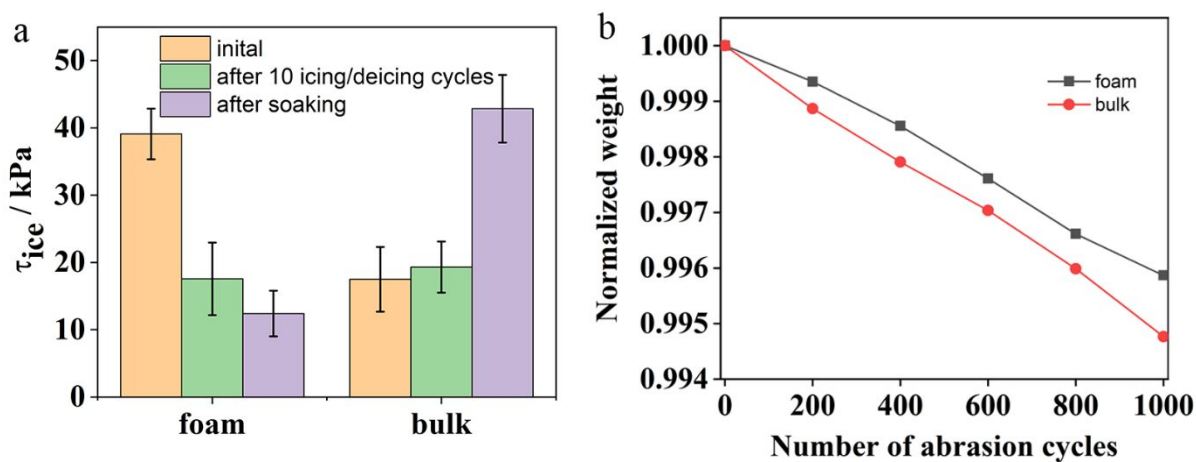 a
inital
after 10 icing/deicing cycles
after soaking
50
40
30
20
10
0
τice / kPa
foam
bulk
b
foam
bulk
1.000
0.999
0.998
0.997
0.996
0.995
0.994
Normalized weight
0
200
400
600
800
1000
Number of abrasion cycles